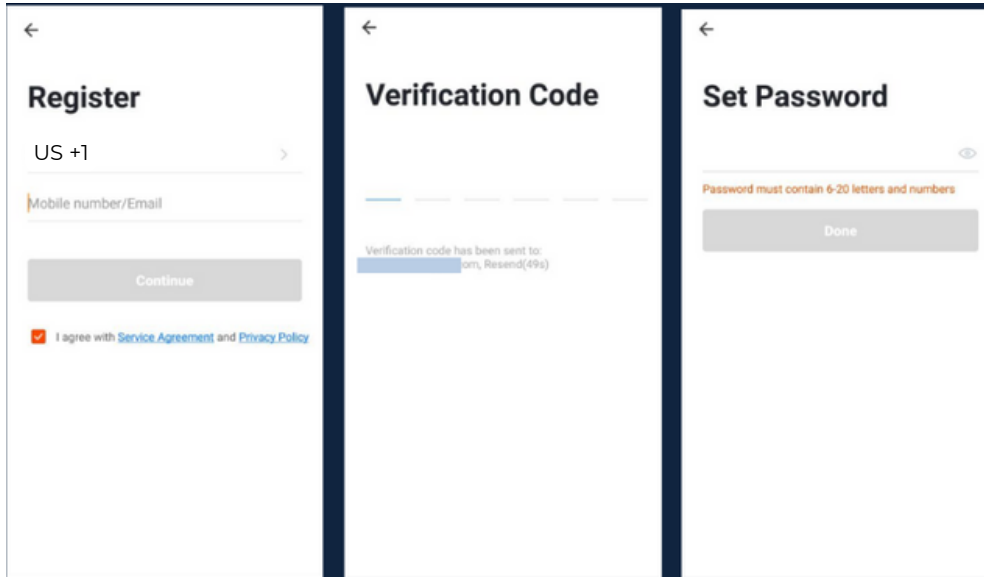 Register
US +1
Mobile number/Email
Continue
I agree with Service Agreement and Privacy Policy
Verification Code
Verification code has been sent to:
om, Resend(49s)
Set Password
Password must contain 6-20 letters and numbers
Done